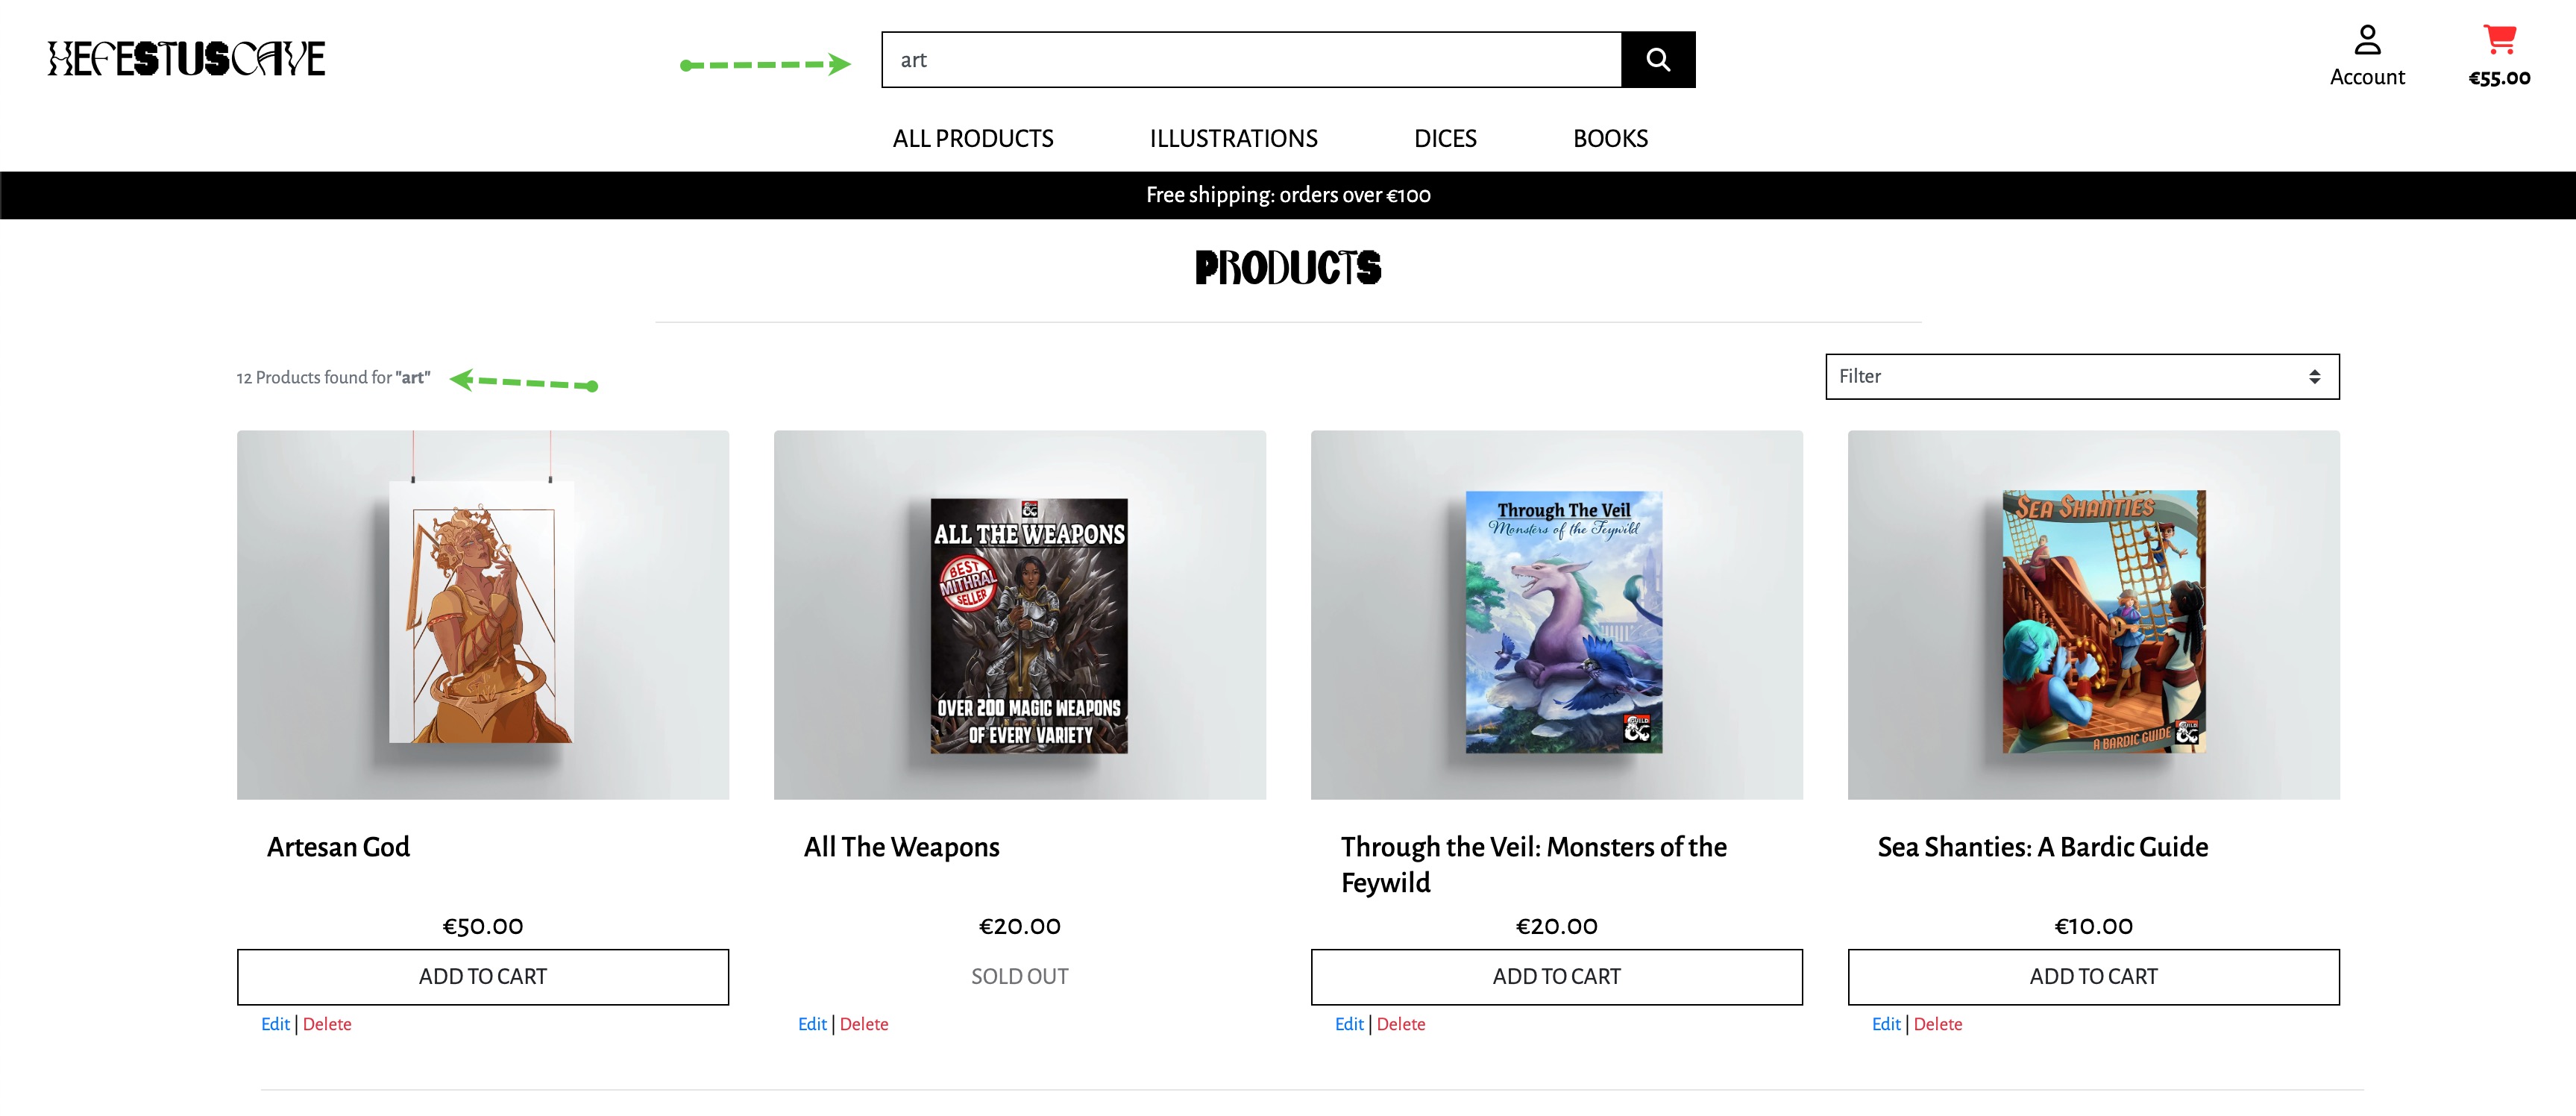 HEFESTUSCAVE
art
Account
€55.00
ALL PRODUCTS
ILLUSTRATIONS
DICES
BOOKS
Free shipping: orders over €100
PRODUCTS
12 Products found for "art"
Filter
ALL THE WEAPONS
BEST
MITHRAL
SELLER
OVER 200 MAGIC WEAPONS
OF EVERY VARIETY
Through The Veil
Monsters of the Feywild
GUILD
SEA SHANTIES
A BARDIC GUIDE
Artesan God
All The Weapons
Through the Veil: Monsters of the
Feywild
Sea Shanties: A Bardic Guide
€50.00
€20.00
€20.00
€10.00
ADD TO CART
SOLD OUT
ADD TO CART
ADD TO CART
Edit | Delete
Edit | Delete
Edit | Delete
Edit | Delete